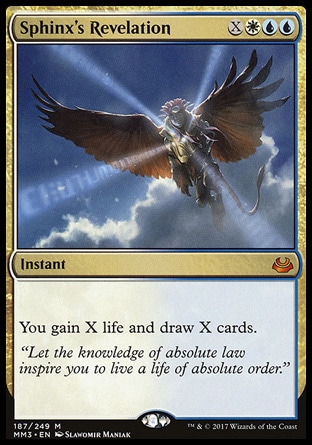 Sphinx's Revelation X
Instant
You gain X life and draw X cards.
"Let the knowledge of absolute law
inspire you to live a life of absolute order."
187/249 M
MM3 • EN Slawomir Maniak ™ & © 2017 Wizards of the Coast